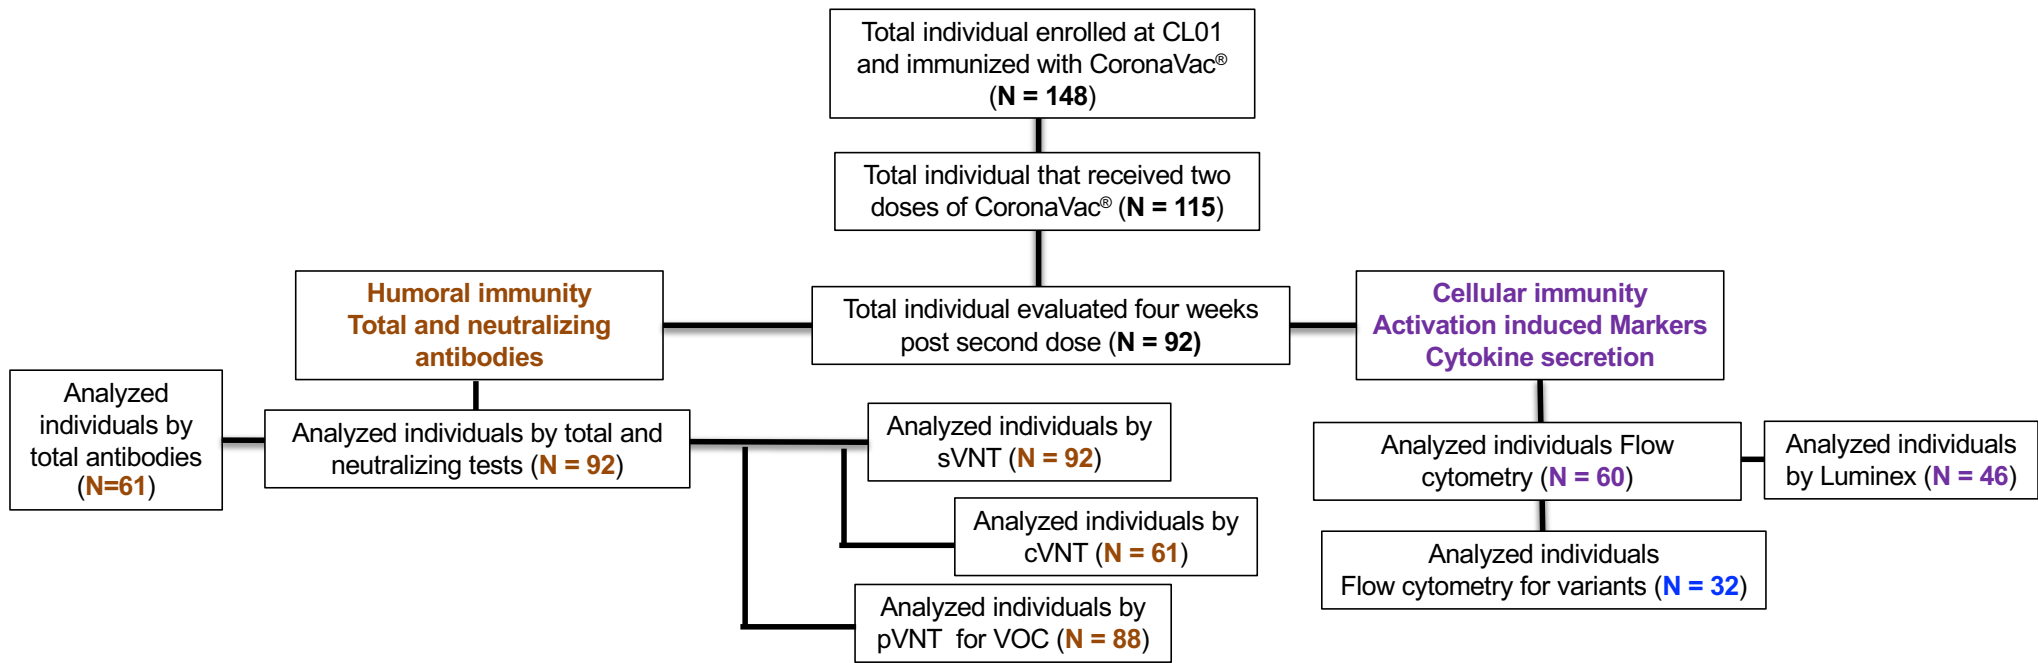 Total individual enrolled at CL01
and immunized with CoronaVac®
(N = 148)
Total individual that received two
doses of CoronaVac® (N = 115)
Humoral immunity
Total and neutralizing
antibodies
Total individual evaluated four weeks
post second dose (N = 92)
Cellular immunity
Activation induced Markers
Cytokine secretion
Analyzed
individuals by
total antibodies
(N=61)
Analyzed individuals by total and
neutralizing tests (N = 92)
Analyzed individuals by
sVNT (N = 92)
Analyzed individuals by
cVNT (N = 61)
Analyzed individuals by
pVNT for VOC (N = 88)
Analyzed individuals Flow
cytometry (N = 60)
Analyzed individuals
by Luminex (N = 46)
Analyzed individuals
Flow cytometry for variants (N = 32)